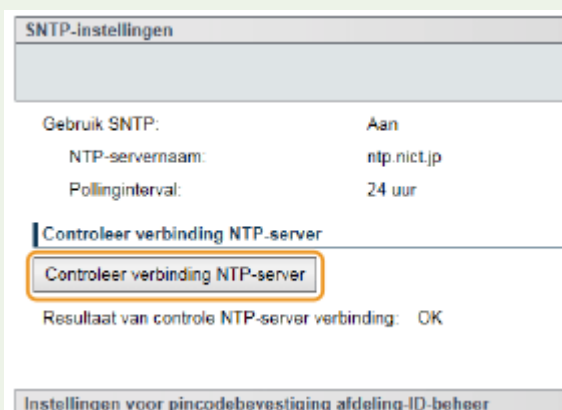 SNTP-instellingen
Gebruik SNTP: Aan
NTP-servernaam: ntp.nict.jp
Pollinginterval: 24 uur
Controleer verbinding NTP-server
Controleer verbinding NTP-server
Resultaat van controle NTP-server verbinding: OK
Instellingen voor pincodebevestiging afdeling-ID-beheer